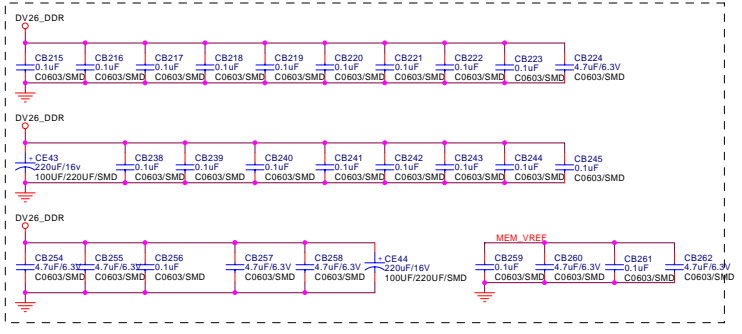 DV26_DDR
CB215 CB216 CB217 CB218 CB219 CB220 CB221 CB222 CB223 CB224
0.1uF 0.1uF 0.1uF 0.1uF 0.1uF 0.1uF 0.1uF 0.1uF 0.1uF 4.7uF/6.3V
C0603/SMD C0603/SMD C0603/SMD C0603/SMD C0603/SMD C0603/SMD C0603/SMD C0603/SMD C0603/SMD C0603/SMD
DV26_DDR
+ CE43 CB238 CB239 CB240 CB241 CB242 CB243 CB244 CB245
220uF/16v 0.1uF 0.1uF 0.1uF 0.1uF 0.1uF 0.1uF 0.1uF 0.1uF
100UF/220UF/SMD C0603/SMD C0603/SMD C0603/SMD C0603/SMD C0603/SMD C0603/SMD C0603/SMD C0603/SMD
DV26_DDR
MEM_VREF
CB254 CB255 CB256 CB257 CB258 + CE44 CB259 CB260 CB261 CB262
4.7uF/6.3V 4.7uF/6.3V 0.1uF 4.7uF/6.3V 4.7uF/6.3V 220uF/16V 0.1uF 4.7uF/6.3V 0.1uF 4.7uF/6.3V
C0603/SMD C0603/SMD C0603/SMD C0603/SMD C0603/SMD 100UF/220UF/SMD C0603/SMD C0603/SMD C0603/SMD C0603/SMD